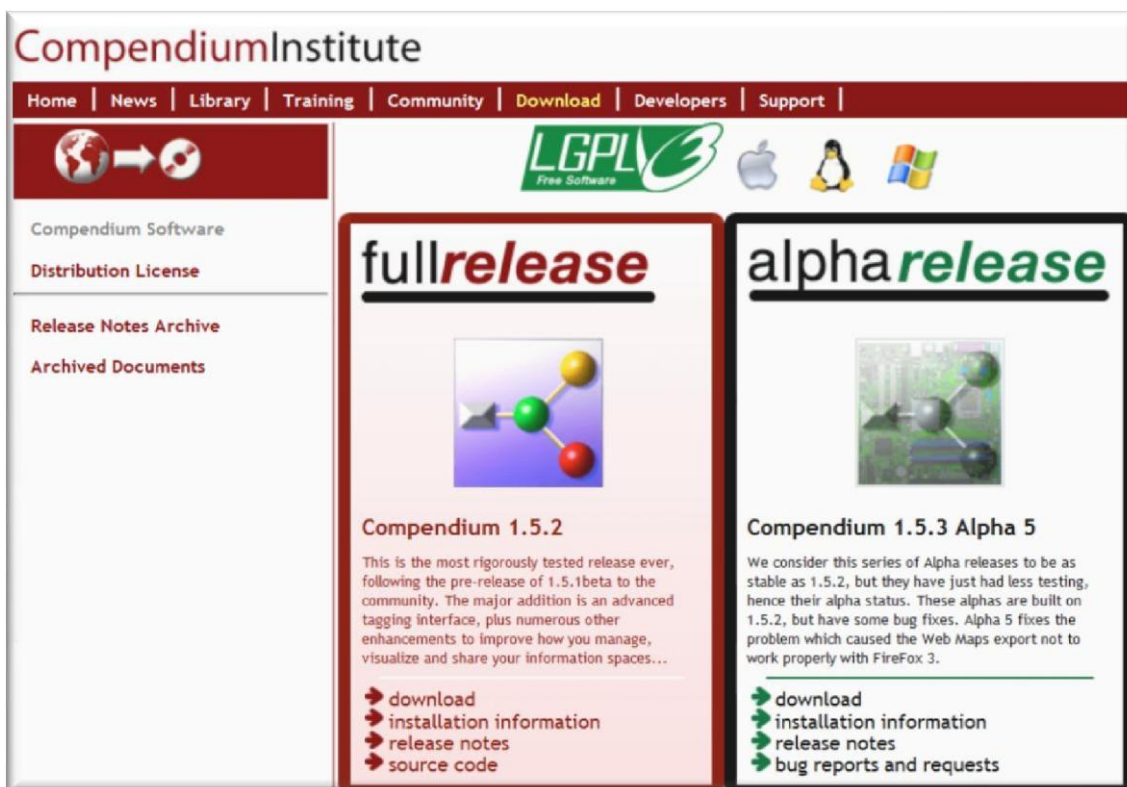 CompendiumInstitute
Home | News | Library | Training | Community | Download | Developers | Support |
LGPL v3
Free Software
Compendium Software
Distribution License
Release Notes Archive
Archived Documents
fullrelease
Compendium 1.5.2
This is the most rigorously tested release ever,
following the pre-release of 1.5.1beta to the
community. The major addition is an advanced
tagging interface, plus numerous other
enhancements to improve how you manage,
visualize and share your information spaces...
download
installation information
release notes
source code
alpharelease
Compendium 1.5.3 Alpha 5
We consider this series of Alpha releases to be as
stable as 1.5.2, but they have just had less testing,
hence their alpha status. These alphas are built on
1.5.2, but have some bug fixes. Alpha 5 fixes the
problem which caused the Web Maps export not to
work properly with FireFox 3.
download
installation information
release notes
bug reports and requests